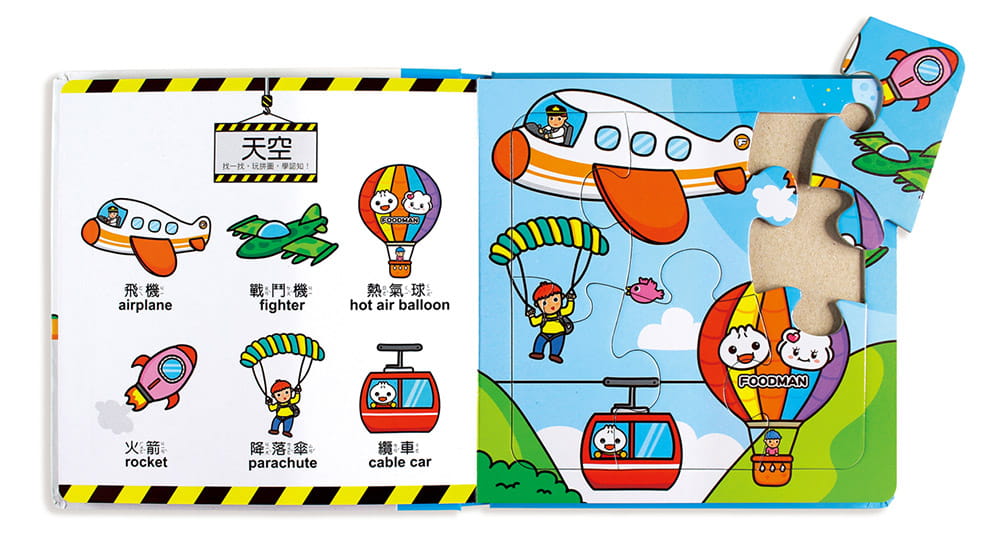 天空
找一找，玩拼圖，學認知！
FOODMAN
飛機
airplane
戰鬥機
fighter
熱氣球
hot air balloon
火箭
rocket
降落傘
parachute
纜車
cable car
F
FOODMAN